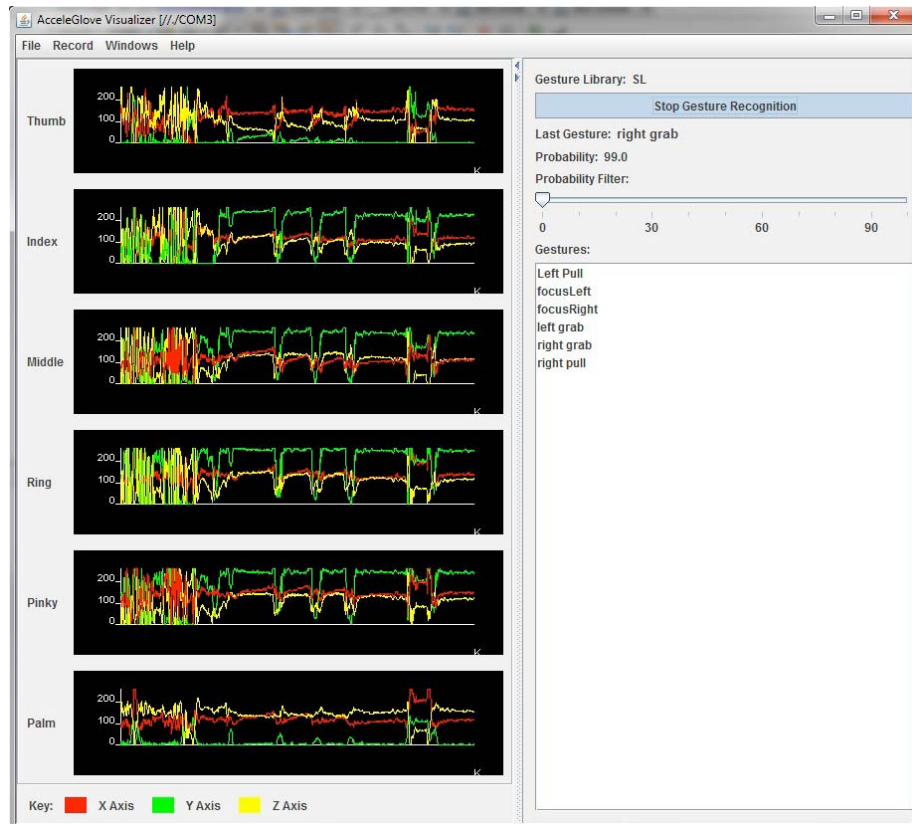 AcceleGlove Visualizer [//./COM3]
File Record Windows Help
Thumb
200
100
0
K
Index
200
100
0
K
Middle
200
100
0
K
Ring
200
100
0
K
Pinky
200
100
0
K
Palm
200
100
0
K
Key: X Axis Y Axis Z Axis
Gesture Library: SL
Stop Gesture Recognition
Last Gesture: right grab
Probability: 99.0
Probability Filter:
0 30 60 90
Gestures:
Left Pull
focusLeft
focusRight
left grab
right grab
right pull